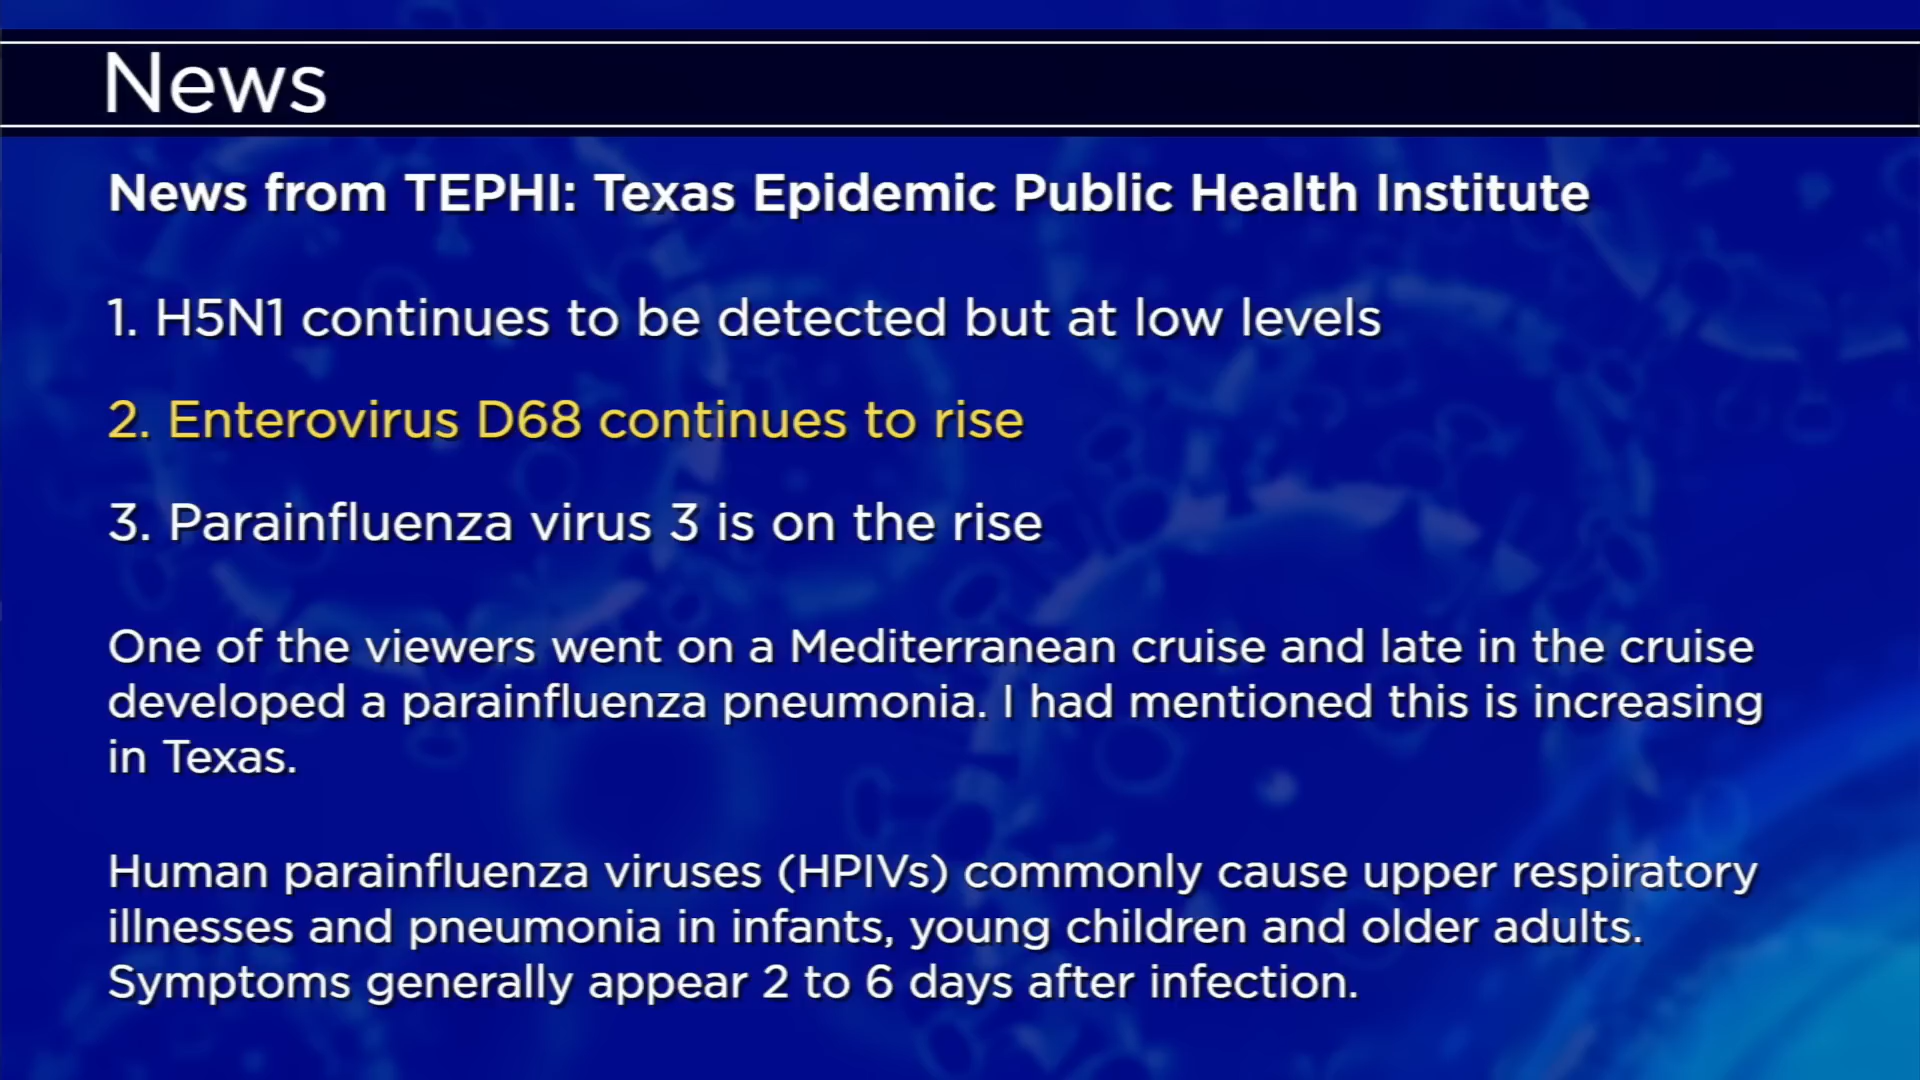 News
News from TEPHI: Texas Epidemic Public Health Institute
1. H5N1 continues to be detected but at low levels
2. Enterovirus D68 continues to rise
3. Parainfluenza virus 3 is on the rise
One of the viewers went on a Mediterranean cruise and late in the cruise
developed a parainfluenza pneumonia. I had mentioned this is increasing
in Texas.
Human parainfluenza viruses (HPIVs) commonly cause upper respiratory
illnesses and pneumonia in infants, young children and older adults.
Symptoms generally appear 2 to 6 days after infection.